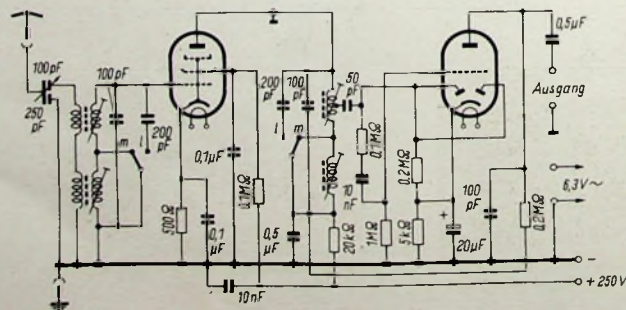 100pF
250 pF
100pF
m
l
200 pF
500Ω
0,1 µF
0,1µF
0,1MΩ
10nF
200 pF
100 pF
l
m
0,5 µF
50 pF
20kΩ
0,1MΩ
10 nF
1MΩ
0,2MΩ
5kΩ
+
20µF
100 pF
0,2MΩ
0,5µF
Ausgang
6,3V~
−
+ 250V